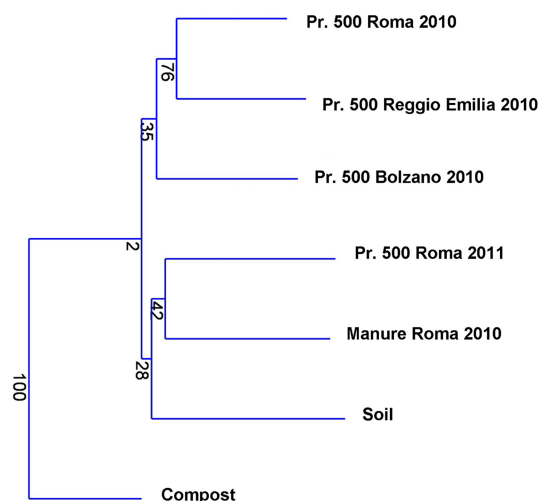 Pr. 500 Roma 2010
76
Pr. 500 Reggio Emilia 2010
35
Pr. 500 Bolzano 2010
2
Pr. 500 Roma 2011
42
Manure Roma 2010
28
100
Soil
Compost